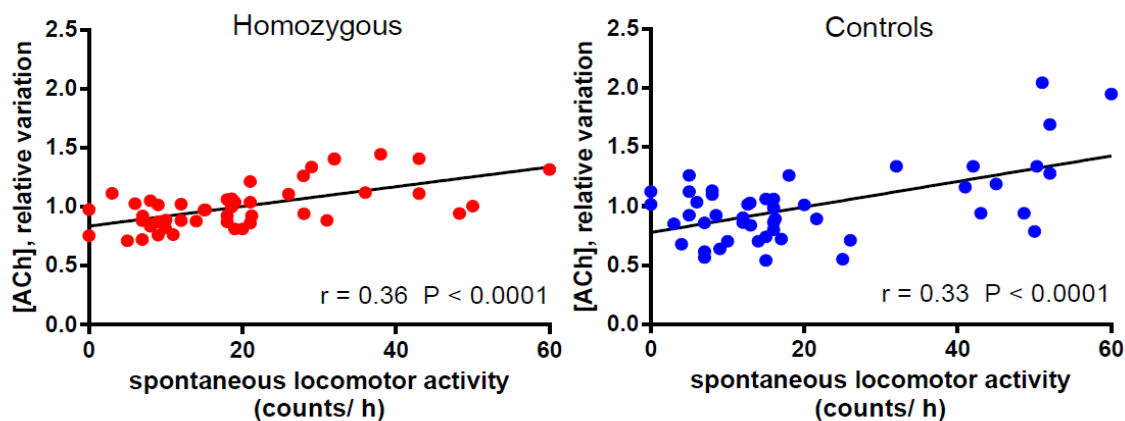 Homozygous
[ACh], relative variation
2.5
2.0
1.5
1.0
0.5
0.0
r = 0.36 P < 0.0001
0 20 40 60
spontaneous locomotor activity
(counts/ h)
Controls
[ACh], relative variation
2.5
2.0
1.5
1.0
0.5
0.0
r = 0.33 P < 0.0001
0 20 40 60
spontaneous locomotor activity
(counts/ h)